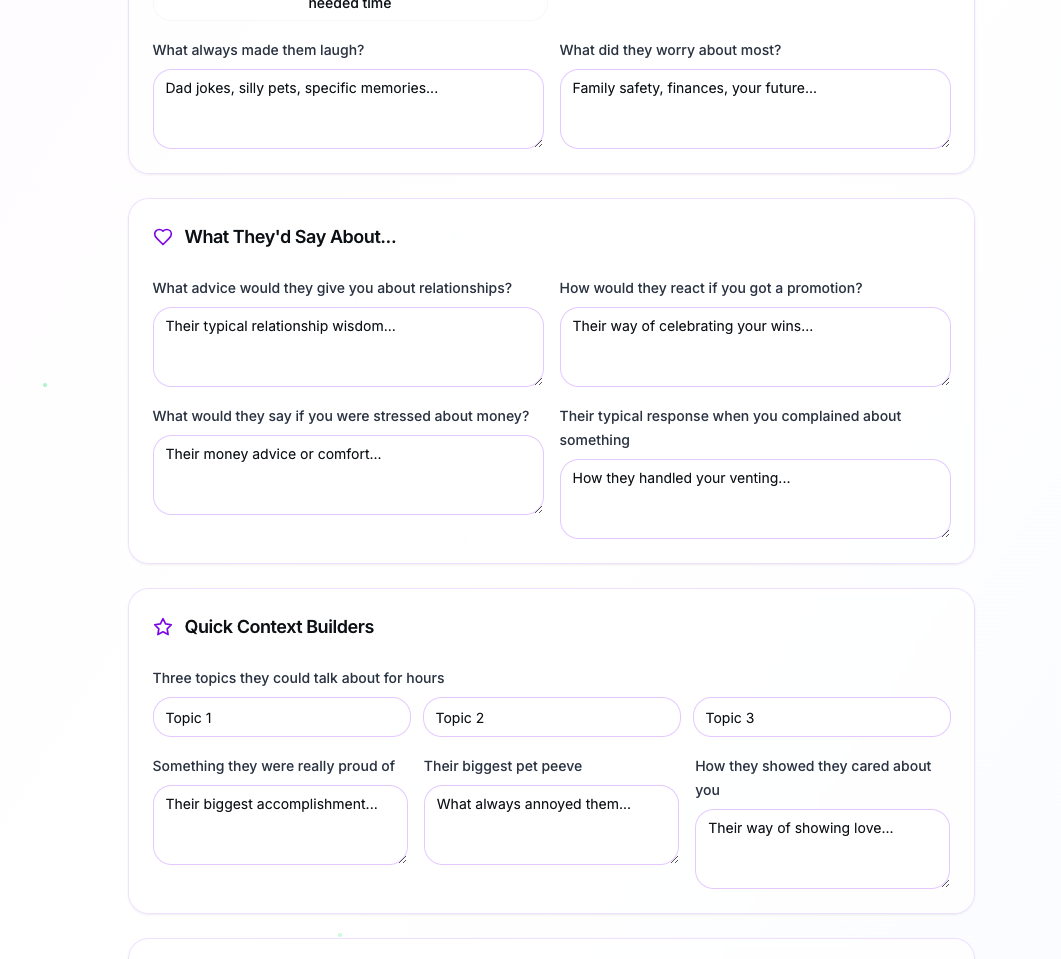 needed time
What always made them laugh?
What did they worry about most?
Dad jokes, silly pets, specific memories...
Family safety, finances, your future...
What They'd Say About...
What advice would they give you about relationships?
How would they react if you got a promotion?
Their typical relationship wisdom...
Their way of celebrating your wins...
What would they say if you were stressed about money?
Their typical response when you complained about
something
Their money advice or comfort...
How they handled your venting...
Quick Context Builders
Three topics they could talk about for hours
Topic 1
Topic 2
Topic 3
Something they were really proud of
Their biggest pet peeve
How they showed they cared about
you
Their biggest accomplishment...
What always annoyed them...
Their way of showing love...